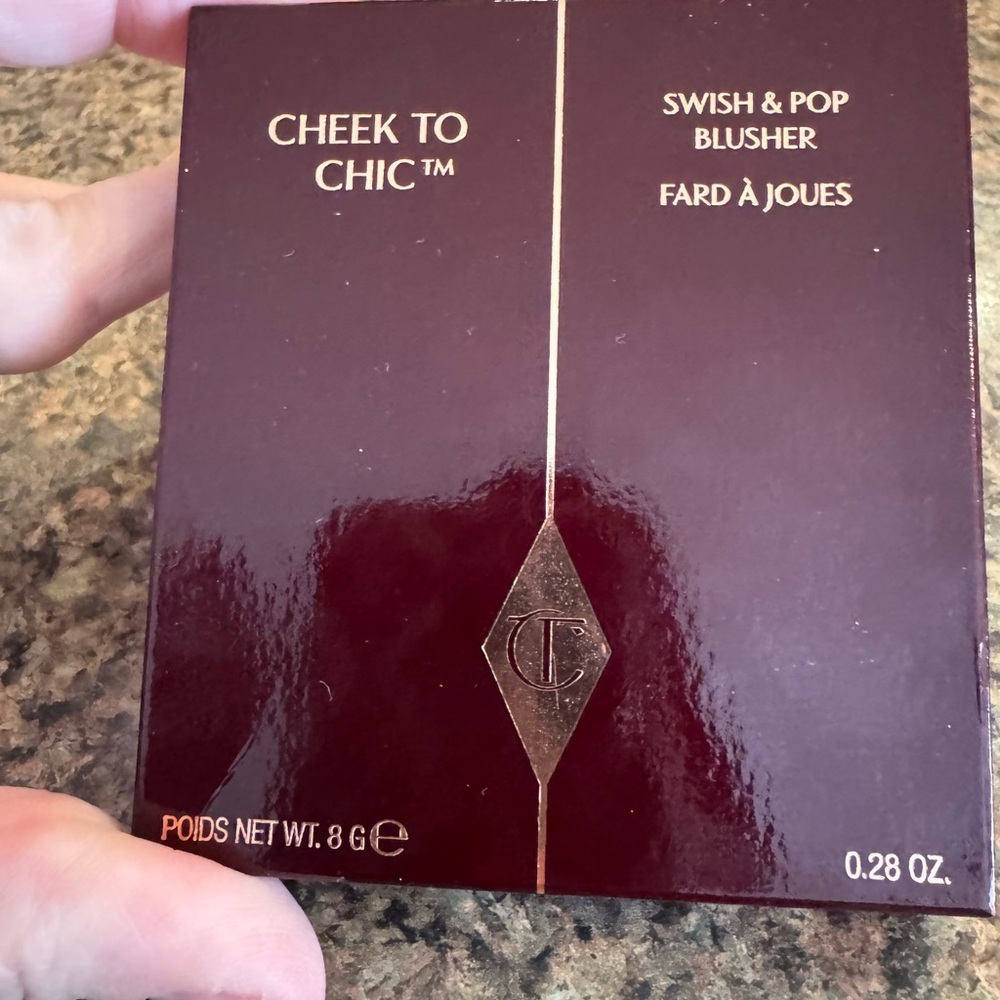 CHEEK TO
CHIC™
SWISH & POP
BLUSHER
FARD À JOUES
CT
POIDS NET WT. 8 G ℮
0.28 OZ.